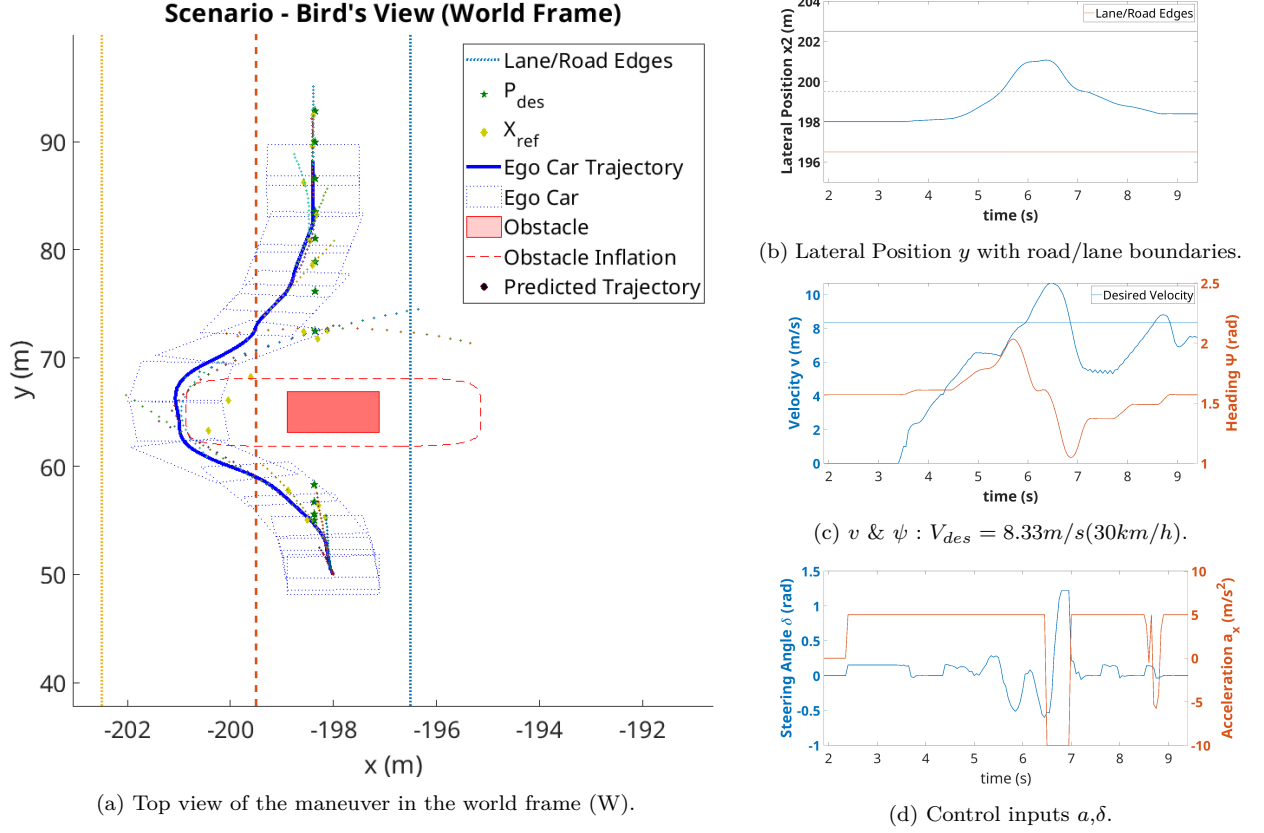 Scenario - Bird's View (World Frame)
Lane/Road Edges
P_des
X_ref
Ego Car Trajectory
Ego Car
Obstacle
Obstacle Inflation
Predicted Trajectory
90
80
70
60
50
40
y (m)
-202
-200
-198
-196
-194
-192
x (m)
(a) Top view of the maneuver in the world frame (W).
204
202
200
198
196
Lateral Position x2 (m)
Lane/Road Edges
2 3 4 5 6 7 8 9
time (s)
(b) Lateral Position y with road/lane boundaries.
10
8
6
4
2
0
Velocity v (m/s)
Desired Velocity
2.5
2
1.5
1
Heading Ψ (rad)
2 3 4 5 6 7 8 9
time (s)
(c) v & ψ : V_des = 8.33m/s(30km/h).
1.5
1
0.5
0
-0.5
-1
Steering Angle δ (rad)
10
5
0
-5
-10
Acceleration a_x (m/s²)
2 3 4 5 6 7 8 9
time (s)
(d) Control inputs a,δ.